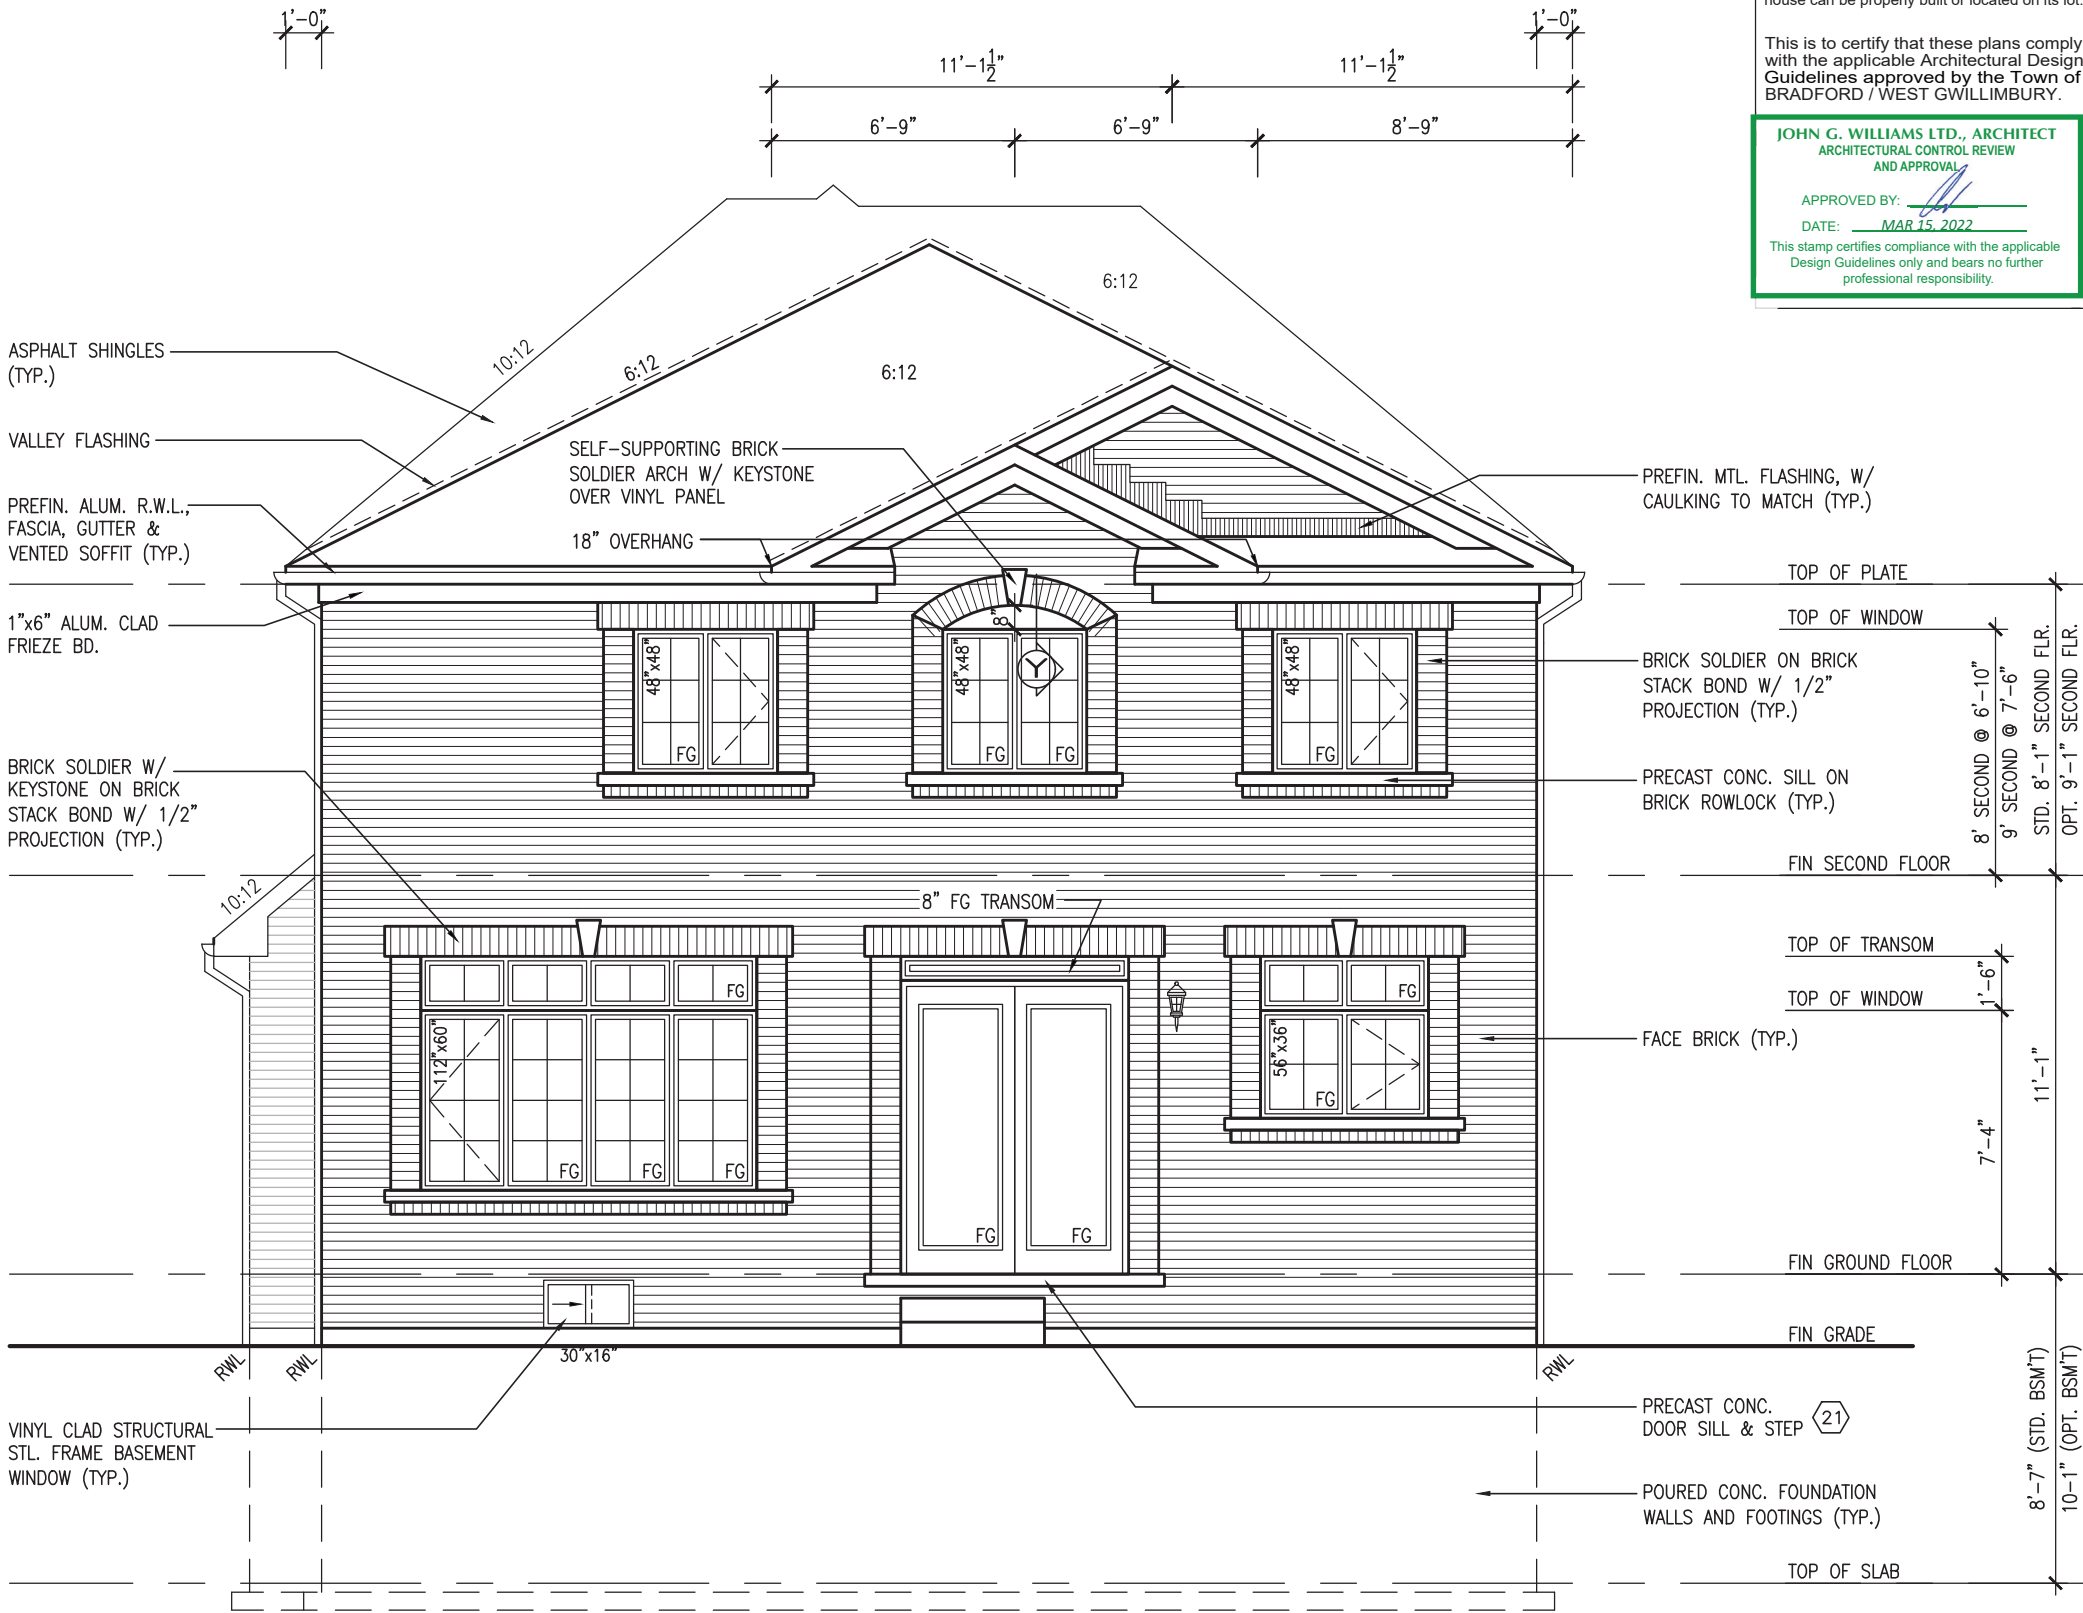 house can be properly built or located on its lot.
This is to certify that these plans comply
with the applicable Architectural Design
Guidelines approved by the Town of
BRADFORD / WEST GWILLIMBURY.
JOHN G. WILLIAMS LTD., ARCHITECT
ARCHITECTURAL CONTROL REVIEW
AND APPROVAL
APPROVED BY:
DATE: MAR 15, 2022
This stamp certifies compliance with the applicable
Design Guidelines only and bears no further
professional responsibility.
1'-0"
1'-0"
11'-1 1/2"
11'-1 1/2"
6'-9"
6'-9"
8'-9"
6:12
10:12
6:12
6:12
ASPHALT SHINGLES
(TYP.)
VALLEY FLASHING
PREFIN. ALUM. R.W.L.,
FASCIA, GUTTER &
VENTED SOFFIT (TYP.)
1"x6" ALUM. CLAD
FRIEZE BD.
BRICK SOLDIER W/
KEYSTONE ON BRICK
STACK BOND W/ 1/2"
PROJECTION (TYP.)
10:12
SELF-SUPPORTING BRICK
SOLDIER ARCH W/ KEYSTONE
OVER VINYL PANEL
18" OVERHANG
PREFIN. MTL. FLASHING, W/
CAULKING TO MATCH (TYP.)
TOP OF PLATE
TOP OF WINDOW
BRICK SOLDIER ON BRICK
STACK BOND W/ 1/2"
PROJECTION (TYP.)
PRECAST CONC. SILL ON
BRICK ROWLOCK (TYP.)
8' SECOND @ 6'-10"
9' SECOND @ 7'-6"
STD. 8'-1" SECOND FLR.
OPT. 9'-1" SECOND FLR.
48"x48"
FG
8"
48"x48"
Y
FG
FG
48"x48"
FG
FIN SECOND FLOOR
8" FG TRANSOM
TOP OF TRANSOM
1'-6"
TOP OF WINDOW
FACE BRICK (TYP.)
7'-4"
11'-1"
FG
112"x60"
FG
FG
FG
FG
FG
FG
56"x36"
FG
FIN GROUND FLOOR
FIN GRADE
RWL
RWL
30"x16"
RWL
VINYL CLAD STRUCTURAL
STL. FRAME BASEMENT
WINDOW (TYP.)
PRECAST CONC.
DOOR SILL & STEP 21
POURED CONC. FOUNDATION
WALLS AND FOOTINGS (TYP.)
8'-7" (STD. BSM'T)
10-1" (OPT. BSM'T)
TOP OF SLAB